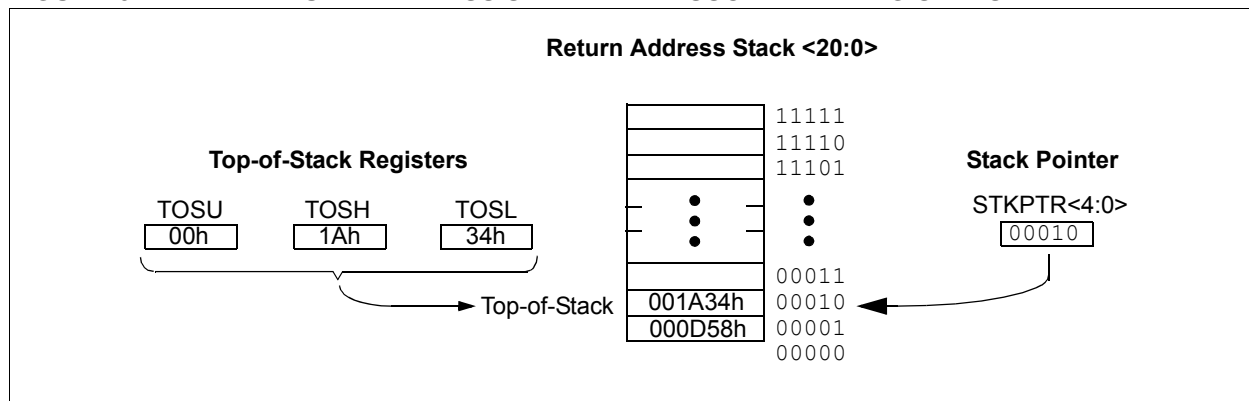 Return Address Stack <20:0>
11111
11110
Top-of-Stack Registers
11101
Stack Pointer
TOSU TOSH TOSL
STKPTR<4:0>
00h 1Ah 34h
00010
00011
Top-of-Stack 001A34h 00010
000D58h 00001
00000